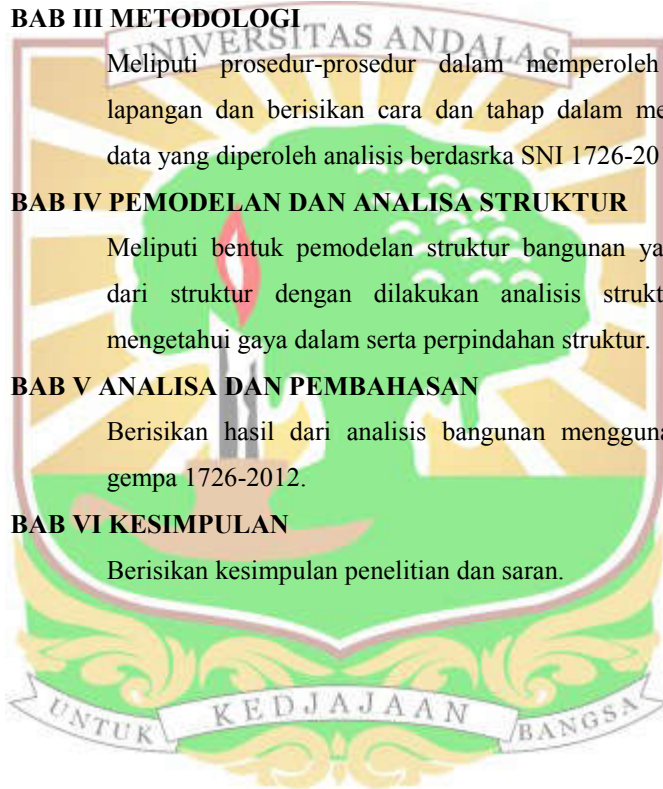 BAB III METODOLOGI
UNIVERSITAS ANDALAS
Meliputi prosedur-prosedur dalam memperoleh
lapangan dan berisikan cara dan tahap dalam me
data yang diperoleh analisis berdasrka SNI 1726-20
BAB IV PEMODELAN DAN ANALISA STRUKTUR
Meliputi bentuk pemodelan struktur bangunan ya
dari struktur dengan dilakukan analisis strukt
mengetahui gaya dalam serta perpindahan struktur.
BAB V ANALISA DAN PEMBAHASAN
Berisikan hasil dari analisis bangunan mengguna
gempa 1726-2012.
BAB VI KESIMPULAN
Berisikan kesimpulan penelitian dan saran.
UNTUK KEDJAJAAN BANGSA